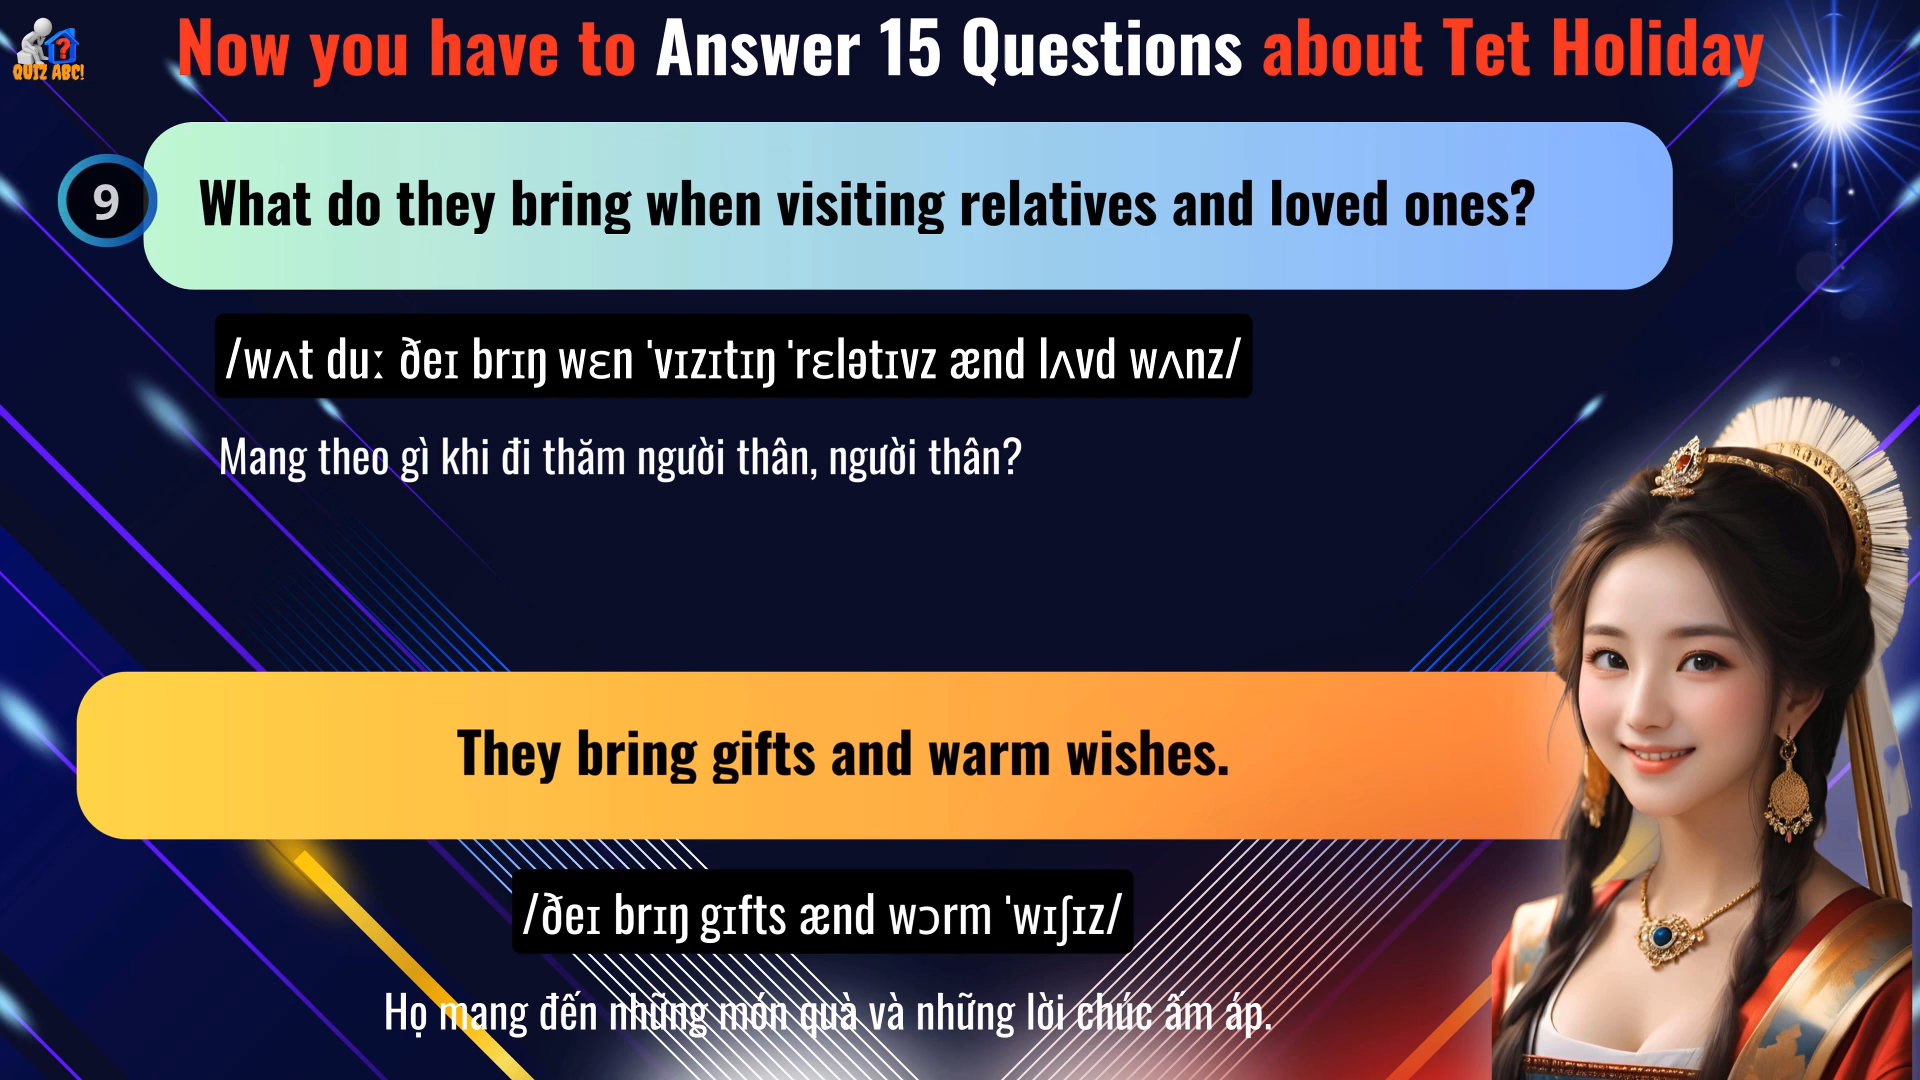 QUIZ ABC!
Now you have to Answer 15 Questions about Tet Holiday
9
What do they bring when visiting relatives and loved ones?
/wʌt duː ðeɪ brɪŋ wɛn ˈvɪzɪtɪŋ ˈrɛlətɪvz ænd lʌvd wʌnz/
Mang theo gì khi đi thăm người thân, người thân?
They bring gifts and warm wishes.
/ðeɪ brɪŋ gɪfts ænd wɔrm ˈwɪʃɪz/
Họ mang đến những món quà và những lời chúc ấm áp.